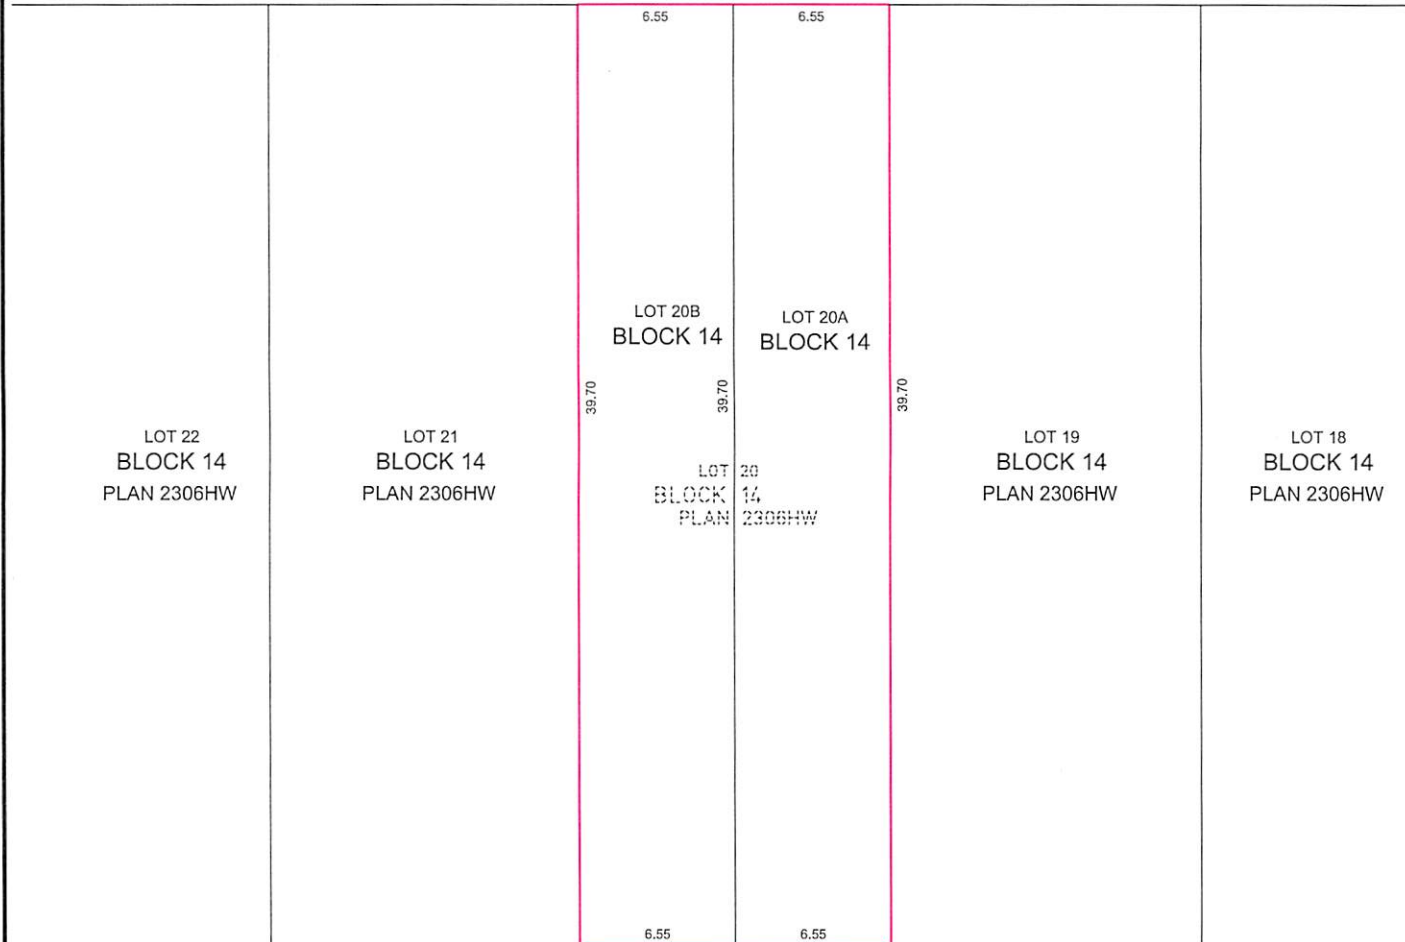 6.55
6.55
LOT 20B
BLOCK 14
LOT 20A
BLOCK 14
39.70
39.70
39.70
LOT 22
BLOCK 14
PLAN 2306HW
LOT 21
BLOCK 14
PLAN 2306HW
LOT 20
BLOCK 14
PLAN 2306HW
LOT 19
BLOCK 14
PLAN 2306HW
LOT 18
BLOCK 14
PLAN 2306HW
6.55
6.55